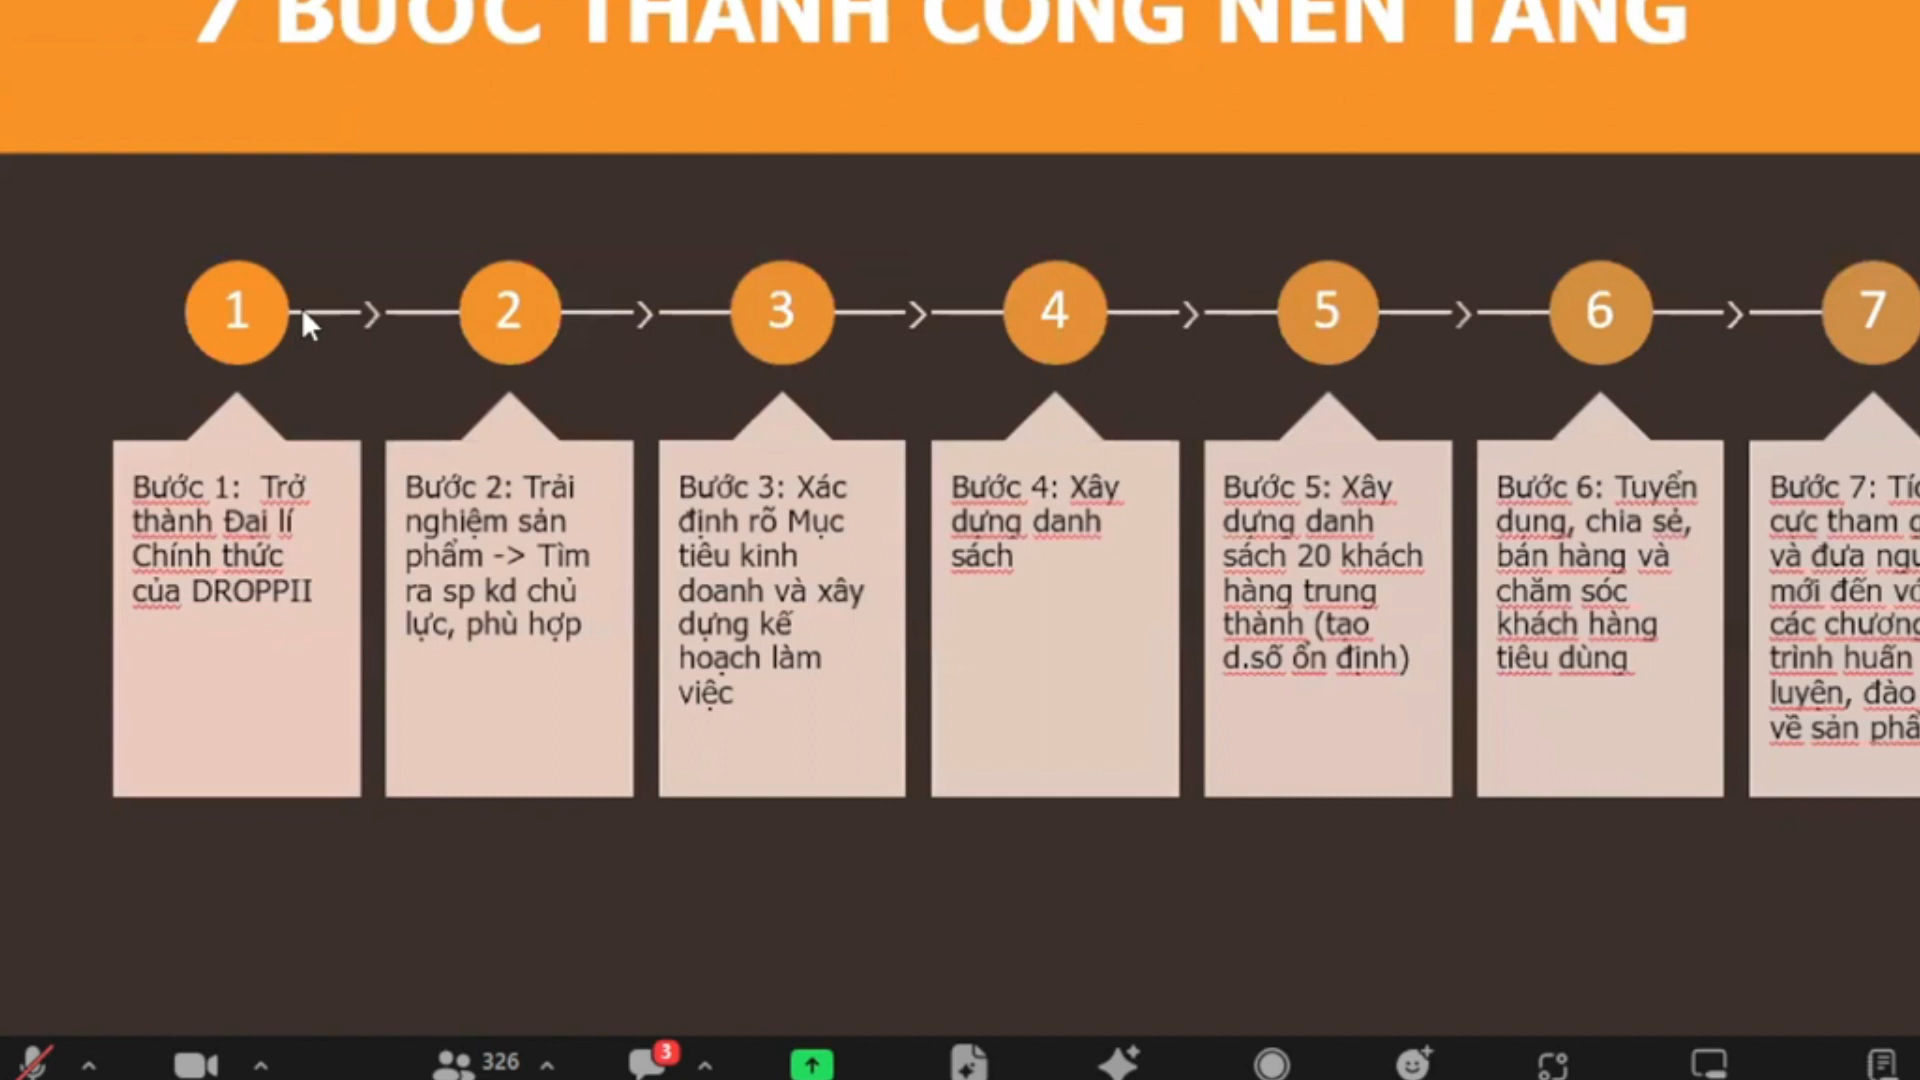 7 BƯỚC THÀNH CÔNG NỀN TẢNG
1
2
3
4
5
6
7
Bước 1: Trở
thành Đại lí
Chính thức
của DROPPII
Bước 2: Trải
nghiệm sản
phẩm -> Tìm
ra sp kd chủ
lực, phù hợp
Bước 3: Xác
định rõ Mục
tiêu kinh
doanh và xây
dựng kế
hoạch làm
việc
Bước 4: Xây
dựng danh
sách
Bước 5: Xây
dựng danh
sách 20 khách
hàng trung
thành (tạo
d.số ổn định)
Bước 6: Tuyển
dụng, chia sẻ,
bán hàng và
chăm sóc
khách hàng
tiêu dùng
Bước 7:
cực tham
và đưa
mới đến
các
trình huấn
luyện, đào
về sản
326
3